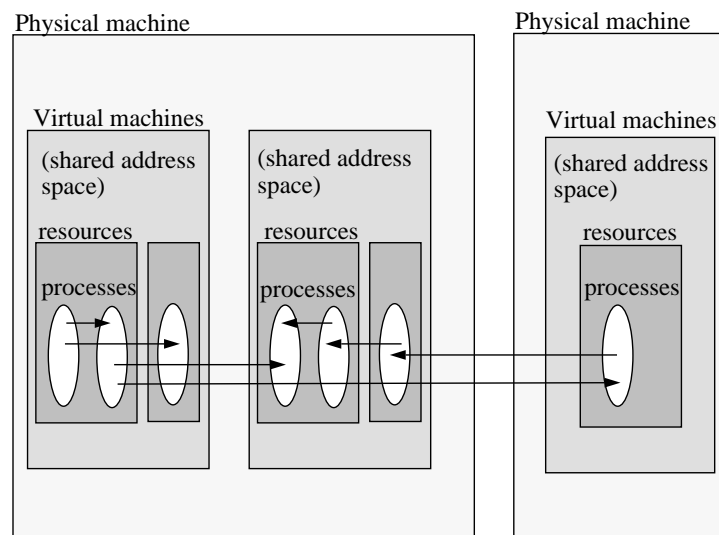 Physical machine
Virtual machines
(shared address
space)
resources
processes
(shared address
space)
resources
processes
Physical machine
Virtual machines
(shared address
space)
resources
processes